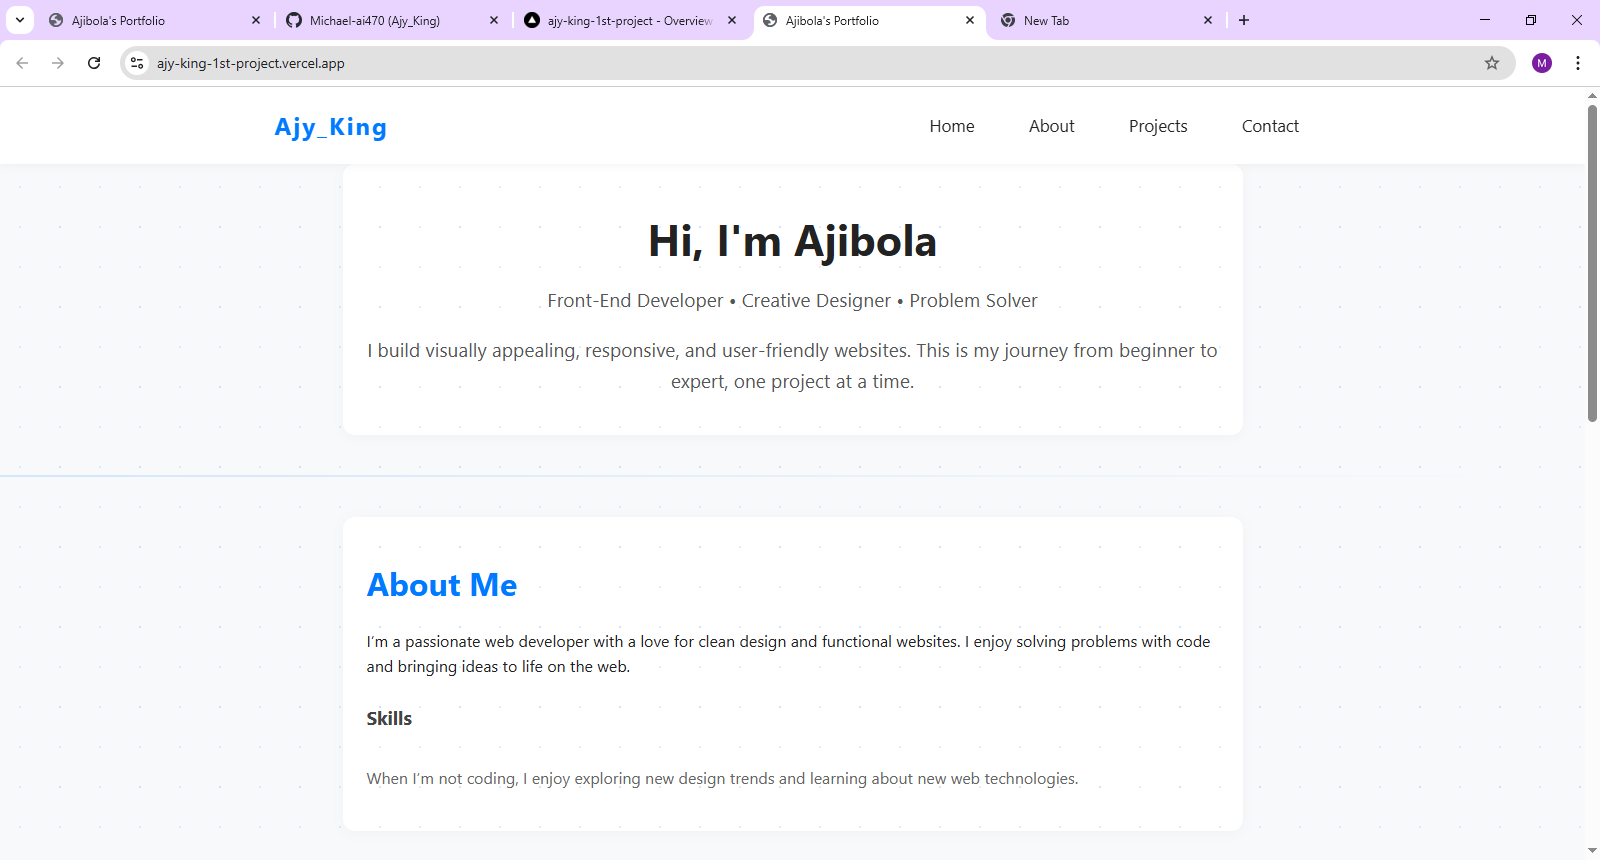 Ajibola's Portfolio
Michael-ai470 (Ajy_King)
ajy-king-1st-project - Overview
Ajibola's Portfolio
New Tab
ajy-king-1st-project.vercel.app
M
Ajy_King
Home
About
Projects
Contact
Hi, I'm Ajibola
Front-End Developer • Creative Designer • Problem Solver
I build visually appealing, responsive, and user-friendly websites. This is my journey from beginner to
expert, one project at a time.
About Me
I’m a passionate web developer with a love for clean design and functional websites. I enjoy solving problems with code
and bringing ideas to life on the web.
Skills
When I’m not coding, I enjoy exploring new design trends and learning about new web technologies.